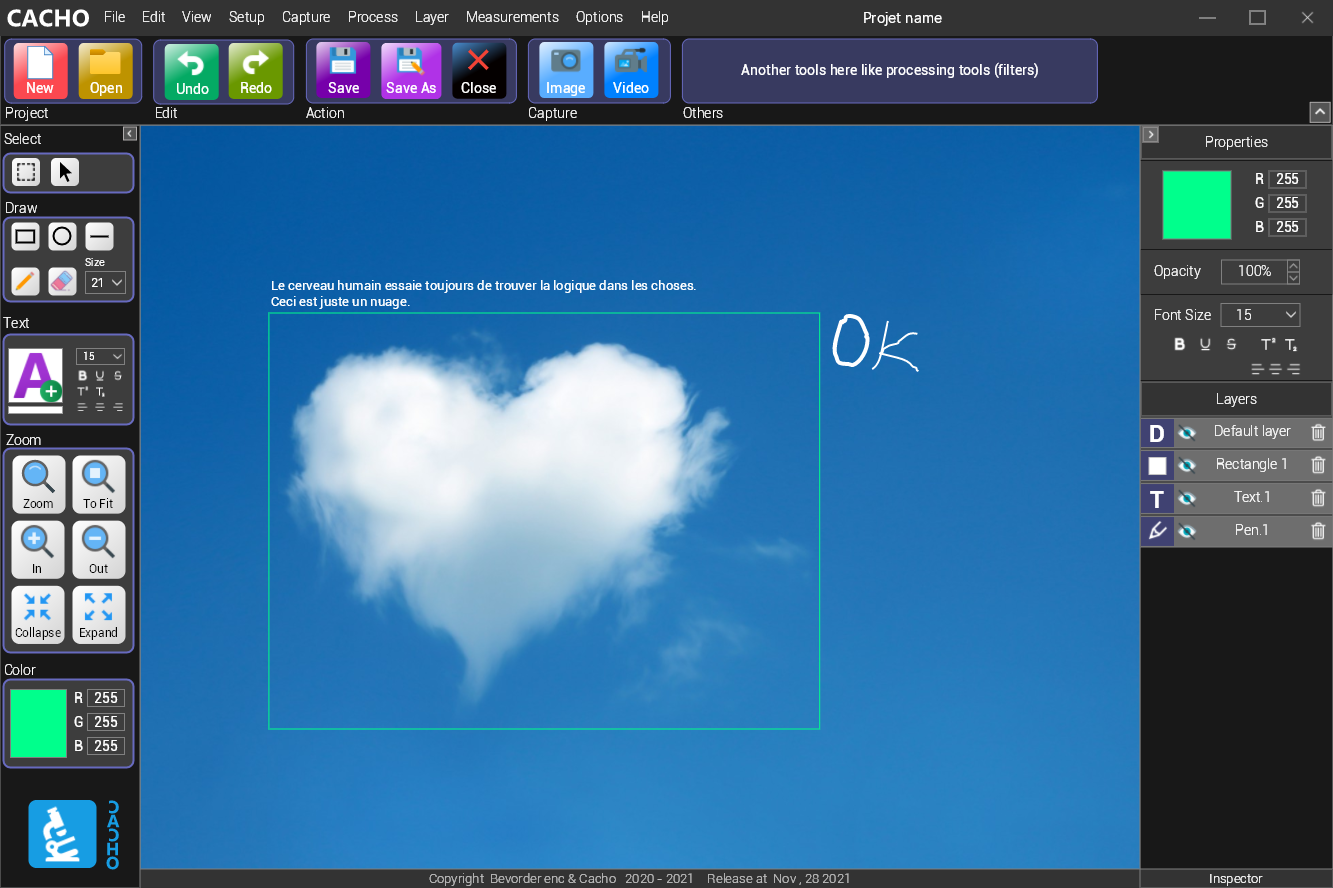 CACHO File Edit View Setup Capture Process Layer Measurements Options Help Projet name
New Open Undo Redo Save Save As Close Image Video Another tools here like processing tools (filters)
Project Edit Action Capture Others
Select
Draw
Size
21
Text
15
B U S
T² T₂
A
Zoom
Zoom To Fit
In Out
Collapse Expand
Color
R 255
G 255
B 255
CACHO
Le cerveau humain essaie toujours de trouver la logique dans les choses.
Ceci est juste un nuage.
OK
Properties
R 255
G 255
B 255
Opacity 100%
Font Size 15
B U S T² T₂
Layers
D Default layer
Rectangle 1
T Text.1
Pen.1
Copyright Bevorder enc & Cacho 2020 - 2021 Release at Nov , 28 2021
Inspector